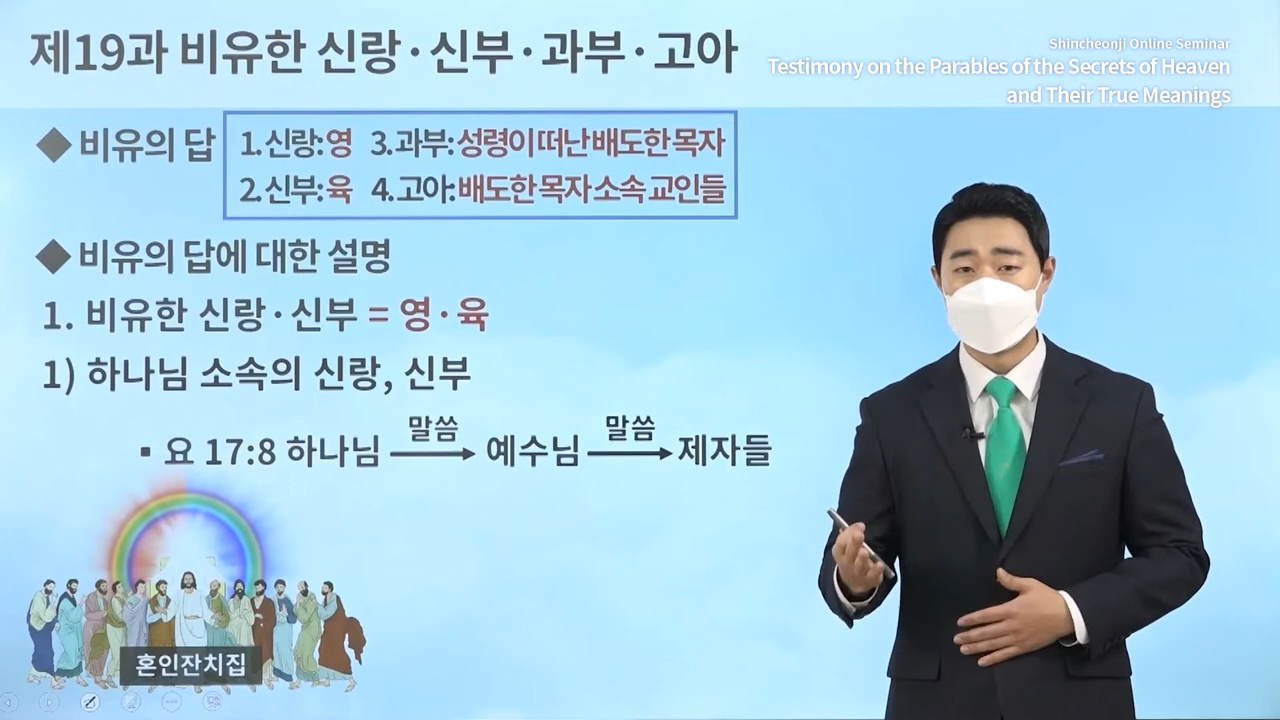 제19과 비유한 신랑·신부·과부·고아
Shincheonji Online Seminar
Testimony on the Parables of the Secrets of Heaven
and Their True Meanings
◆ 비유의 답
1. 신랑: 영 3. 과부: 성령이 떠난 배도한 목자
2. 신부: 육 4. 고아: 배도한 목자 소속 교인들
◆ 비유의 답에 대한 설명
1. 비유한 신랑·신부 = 영·육
1) 하나님 소속의 신랑, 신부
말씀 말씀
▪ 요 17:8 하나님 → 예수님 → 제자들
혼인잔치집